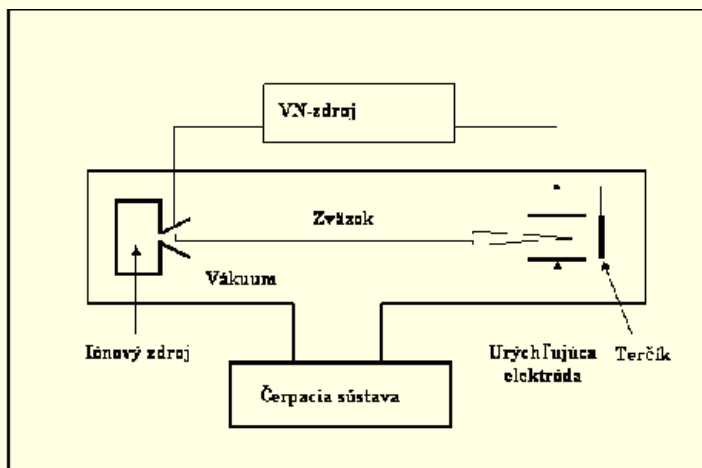 VN-zdroj
Zväzok
Vákuum
Iónový zdroj
Urýchľujúca
elektróda
Terčík
Čerpacia sústava